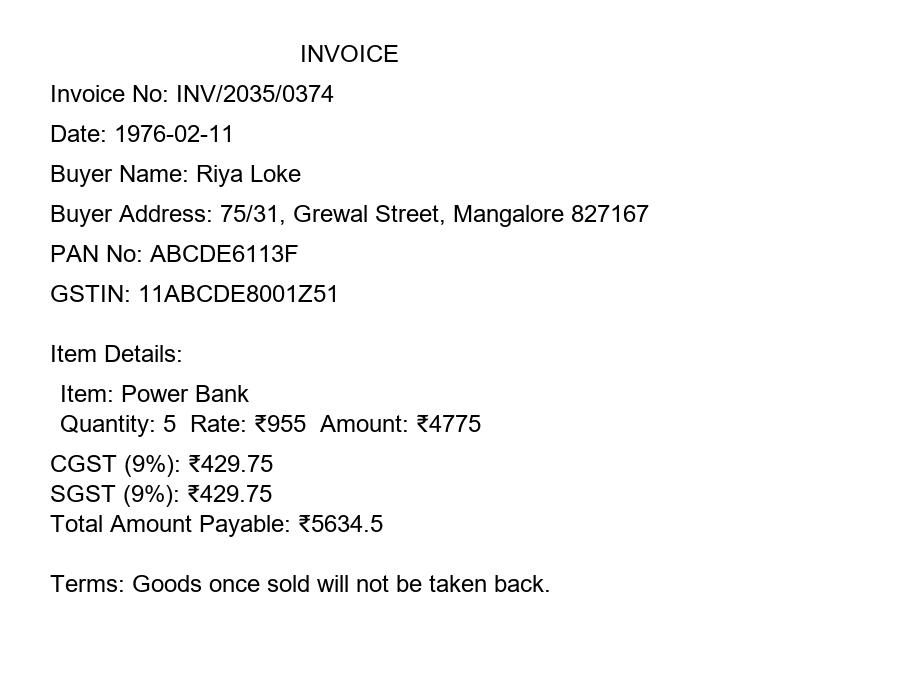 INVOICE
Invoice No: INV/2035/0374
Date: 1976-02-11
Buyer Name: Riya Loke
Buyer Address: 75/31, Grewal Street, Mangalore 827167
PAN No: ABCDE6113F
GSTIN: 11ABCDE8001Z51
Item Details:
Item: Power Bank
Quantity: 5  Rate: ₹955  Amount: ₹4775
CGST (9%): ₹429.75
SGST (9%): ₹429.75
Total Amount Payable: ₹5634.5
Terms: Goods once sold will not be taken back.